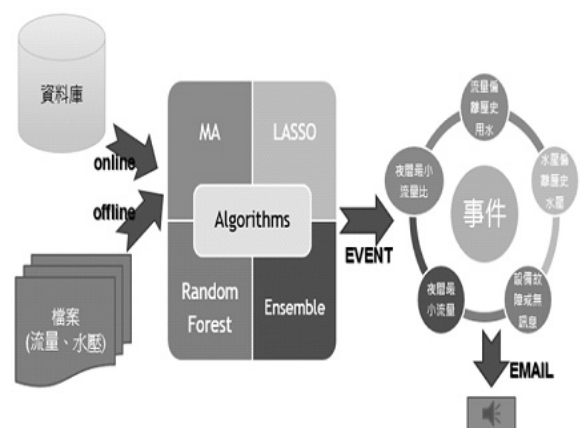 資料庫
online
offline
檔案
(流量、水壓)
MA
LASSO
Algorithms
Random
Forest
Ensemble
EVENT
流量偏
離歷史
用水
水壓偏
離歷史
水壓
設備故
障或無
訊息
夜間最
小流量
夜間最小
流量比
事件
EMAIL